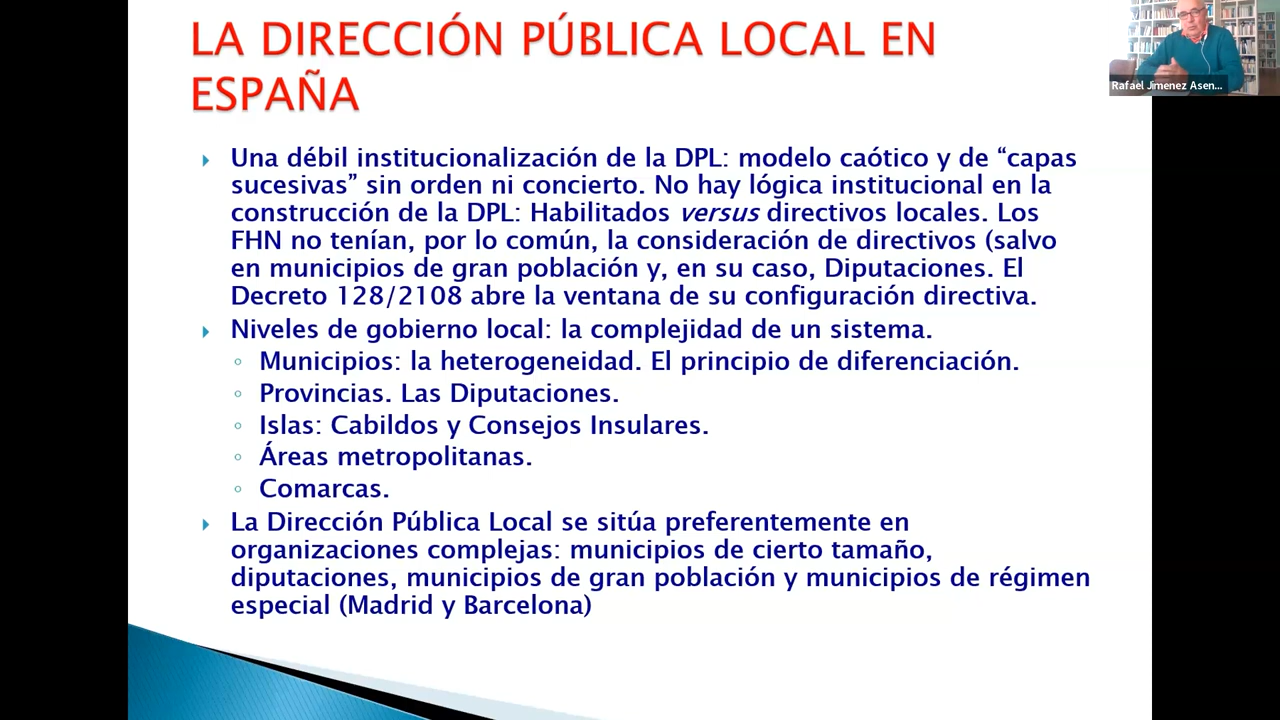 LA DIRECCIÓN PÚBLICA LOCAL EN
ESPAÑA
Rafael Jimenez Asen...
Una débil institucionalización de la DPL: modelo caótico y de “capas
sucesivas” sin orden ni concierto. No hay lógica institucional en la
construcción de la DPL: Habilitados versus directivos locales. Los
FHN no tenían, por lo común, la consideración de directivos (salvo
en municipios de gran población y, en su caso, Diputaciones. El
Decreto 128/2108 abre la ventana de su configuración directiva.
Niveles de gobierno local: la complejidad de un sistema.
Municipios: la heterogeneidad. El principio de diferenciación.
Provincias. Las Diputaciones.
Islas: Cabildos y Consejos Insulares.
Áreas metropolitanas.
Comarcas.
La Dirección Pública Local se sitúa preferentemente en
organizaciones complejas: municipios de cierto tamaño,
diputaciones, municipios de gran población y municipios de régimen
especial (Madrid y Barcelona)